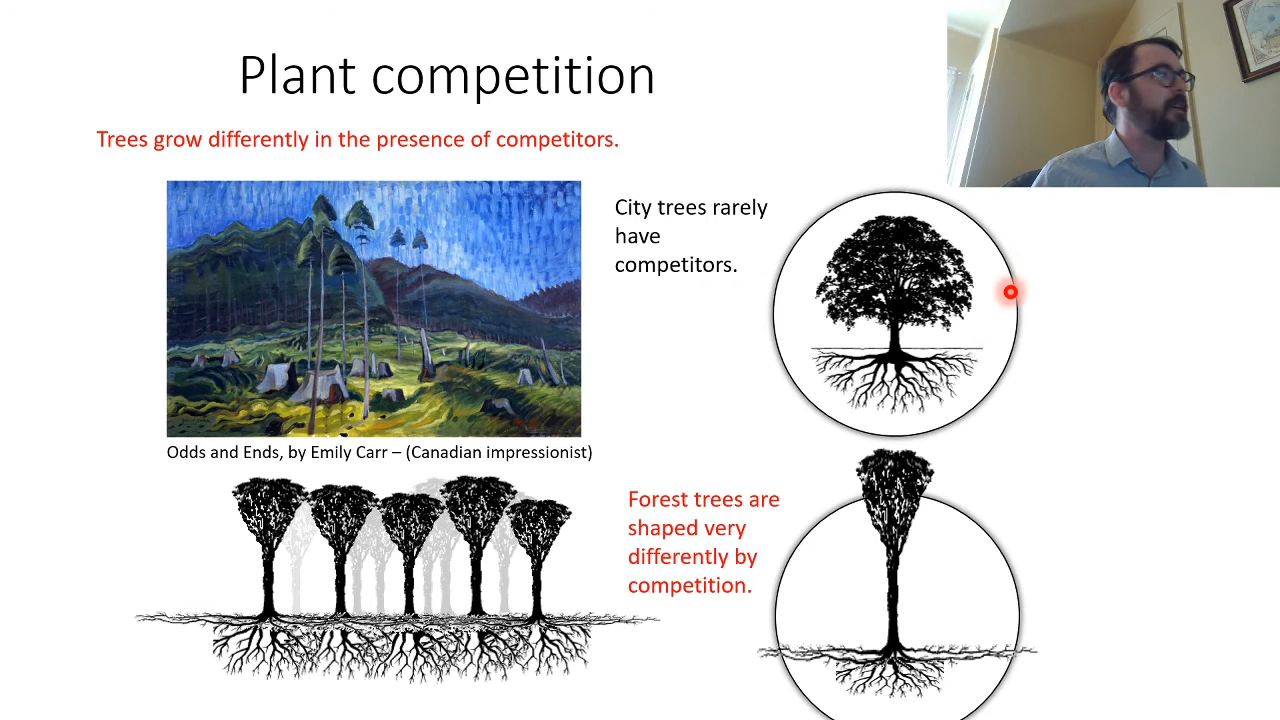 Plant competition
Trees grow differently in the presence of competitors.
City trees rarely
have
competitors.
Odds and Ends, by Emily Carr – (Canadian impressionist)
Forest trees are
shaped very
differently by
competition.